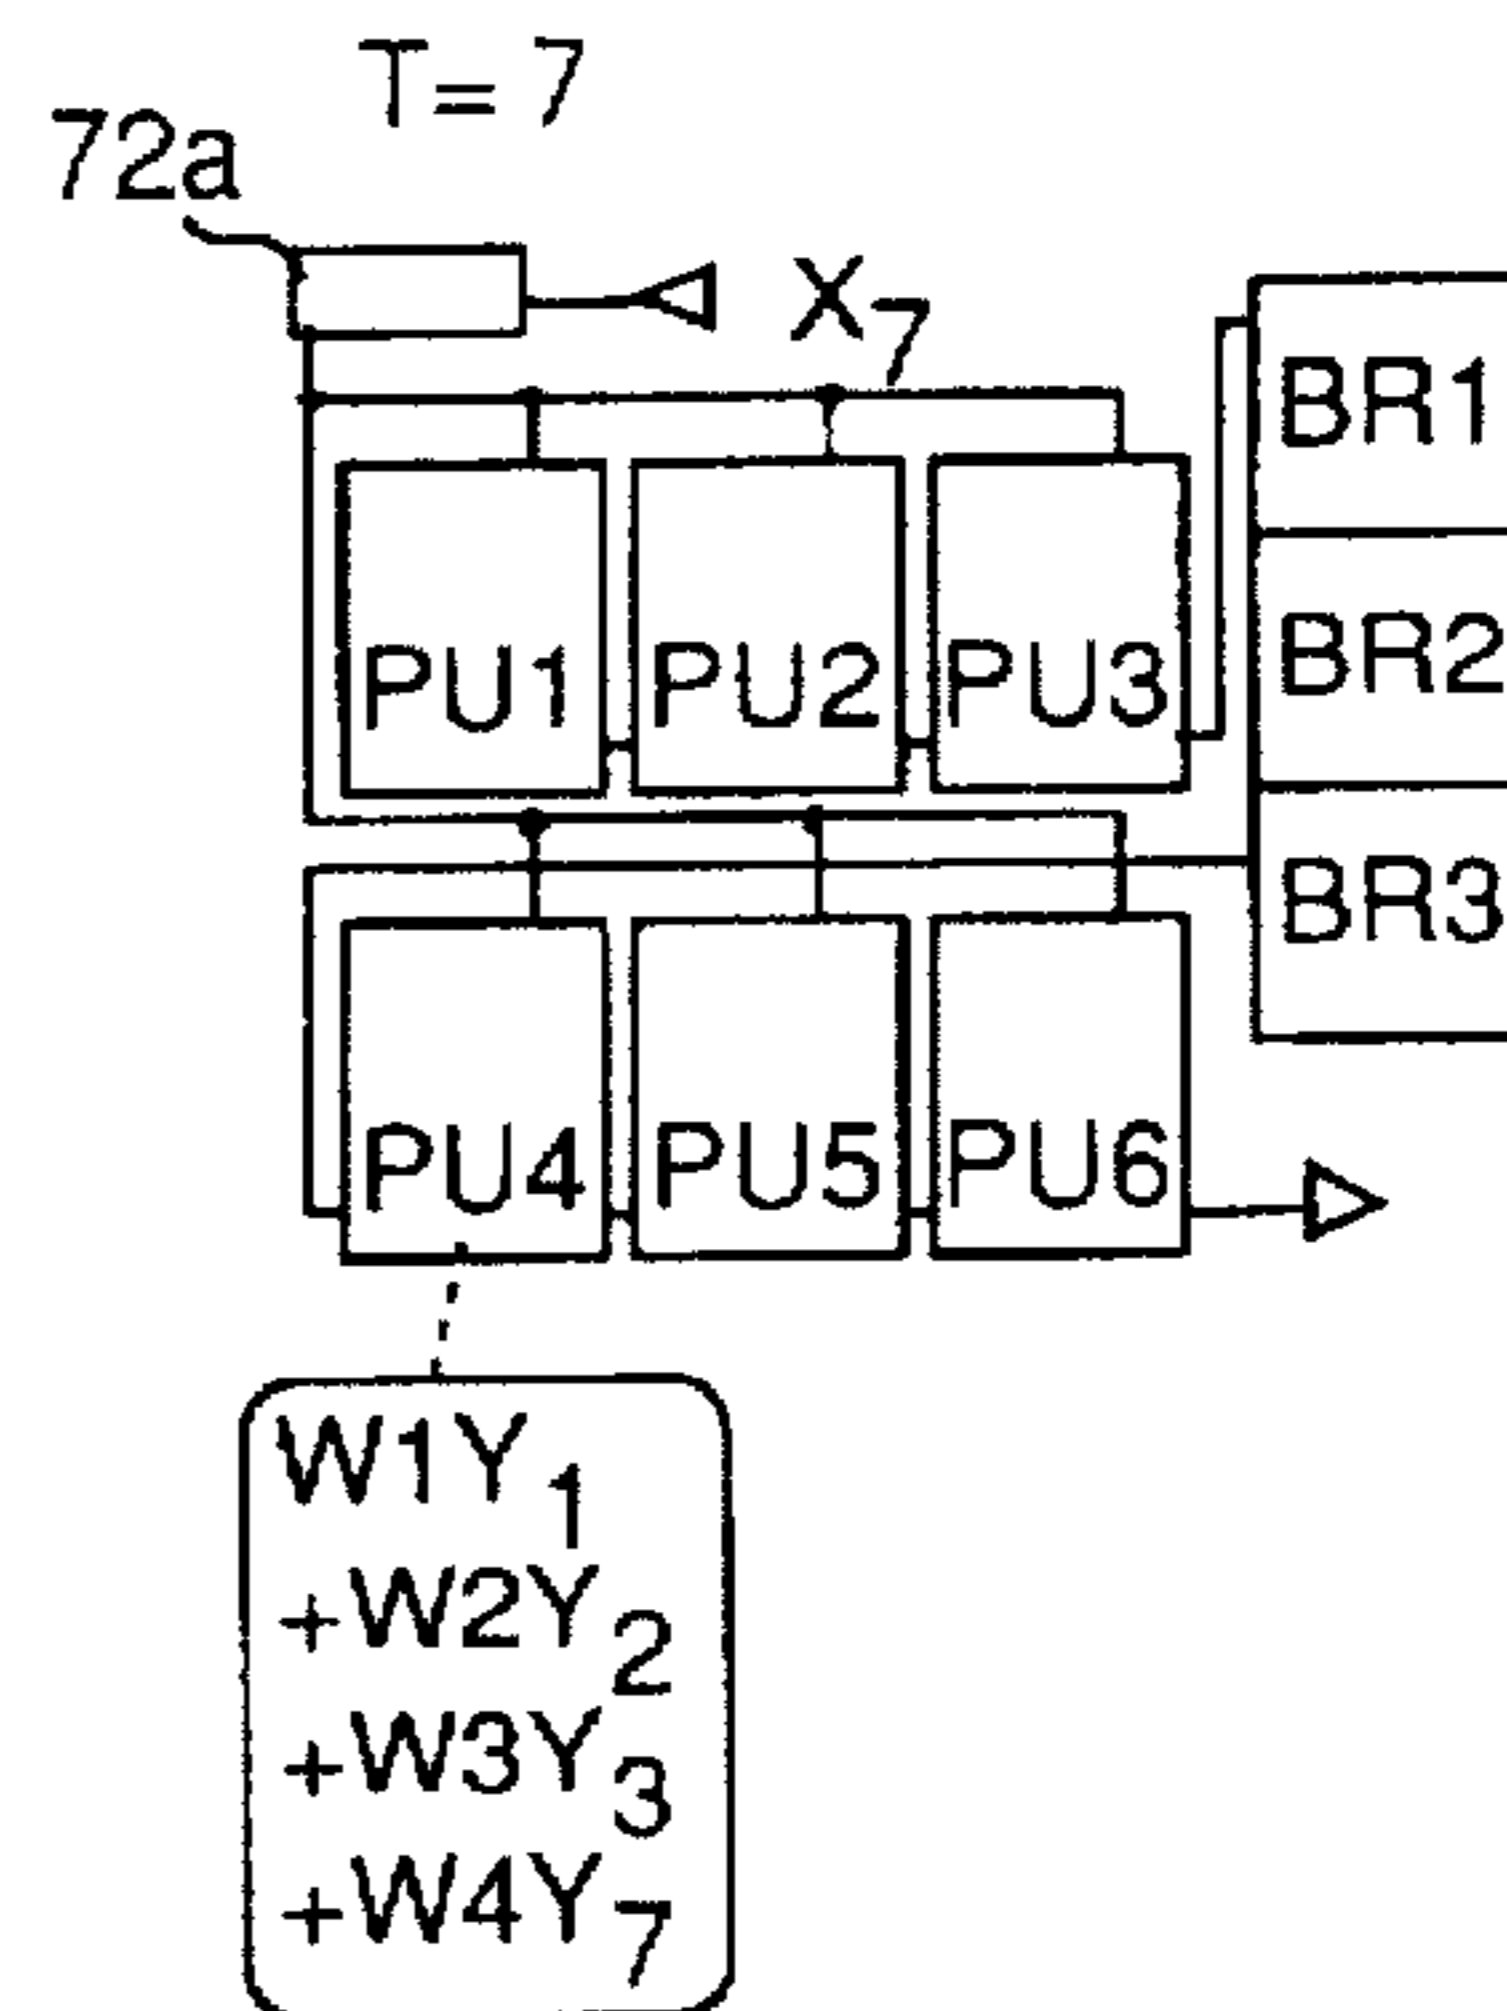 T= 7
72a
X7
BR1
PU1 PU2 PU3
BR2
BR3
PU4 PU5 PU6
W1Y1
+W2Y2
+W3Y3
+W4Y7